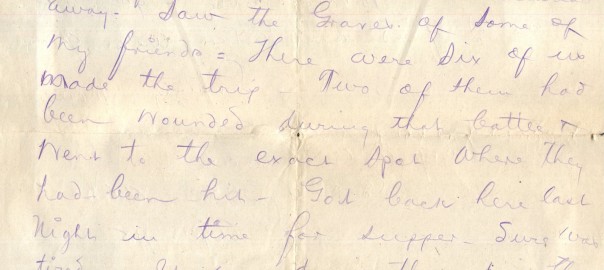 away - Saw the Graves of some of
my friends = There were six of us
made the trip - Two of them had
been wounded during that battle &
Went to the exact spot where they
had been hit - Got back here last
Night in time for supper - Sure was
tired